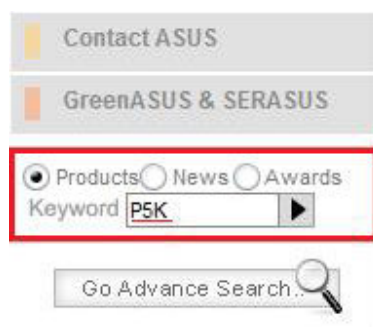 Contact ASUS
GreenASUS & SERASUS
Products News Awards
Keyword P5K
Go Advance Search..